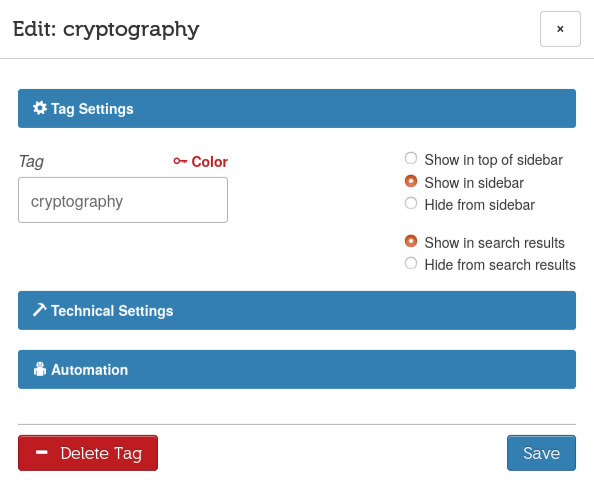 Edit: cryptography
×
Tag Settings
Tag
Color
cryptography
Show in top of sidebar
Show in sidebar
Hide from sidebar
Show in search results
Hide from search results
Technical Settings
Automation
Delete Tag
Save